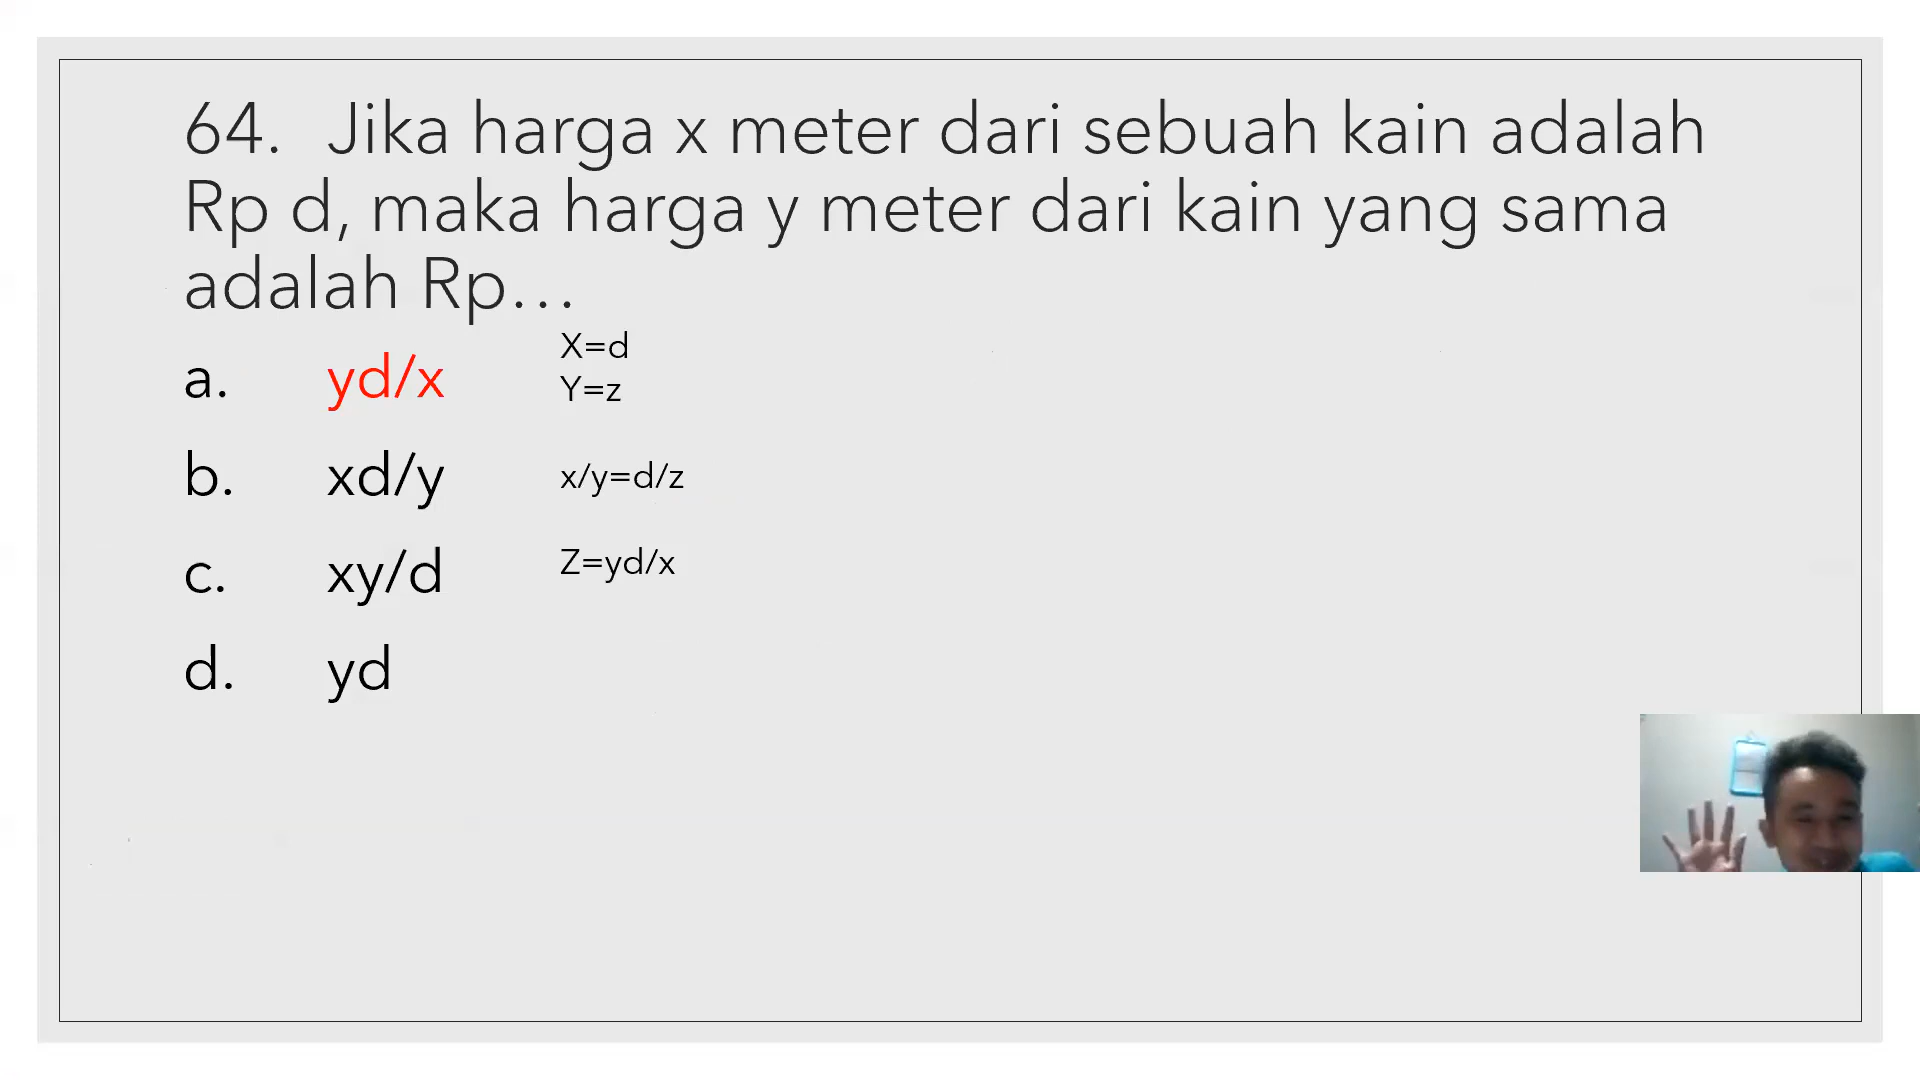 64. Jika harga x meter dari sebuah kain adalah
Rp d, maka harga y meter dari kain yang sama
adalah Rp...
a. yd/x
b. xd/y
c. xy/d
d. yd
X=d
Y=z
x/y=d/z
Z=yd/x